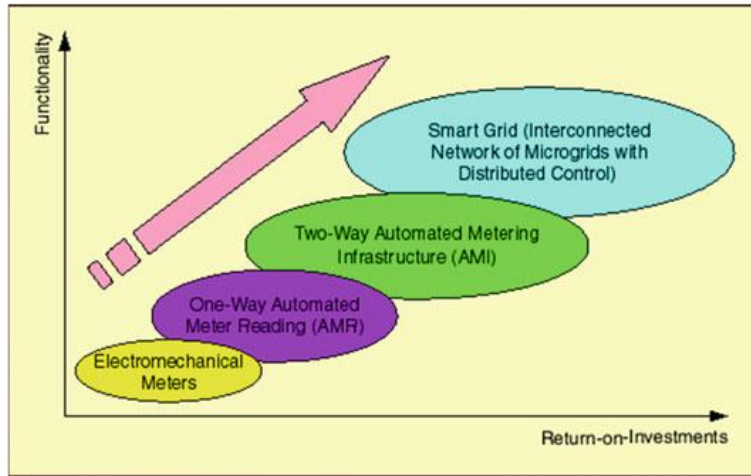 Functionality
Smart Grid (Interconnected
Network of Microgrids with
Distributed Control)
Two-Way Automated Metering
Infrastructure (AMI)
One-Way Automated
Meter Reading (AMR)
Electromechanical
Meters
Return-on-Investments